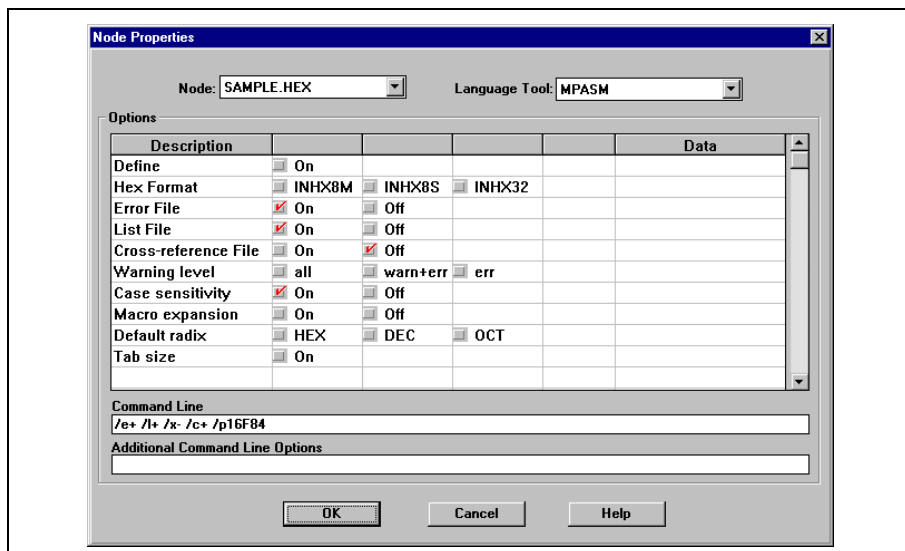 Node Properties
Node: SAMPLE.HEX Language Tool: MPASM
Options
Description Data
Define On
Hex Format INHX8M INHX8S INHX32
Error File On Off
List File On Off
Cross-reference File On Off
Warning level all warn+err err
Case sensitivity On Off
Macro expansion On Off
Default radix HEX DEC OCT
Tab size On
Command Line
/e+ /l+ /x- /c+ /p16F84
Additional Command Line Options
OK Cancel Help